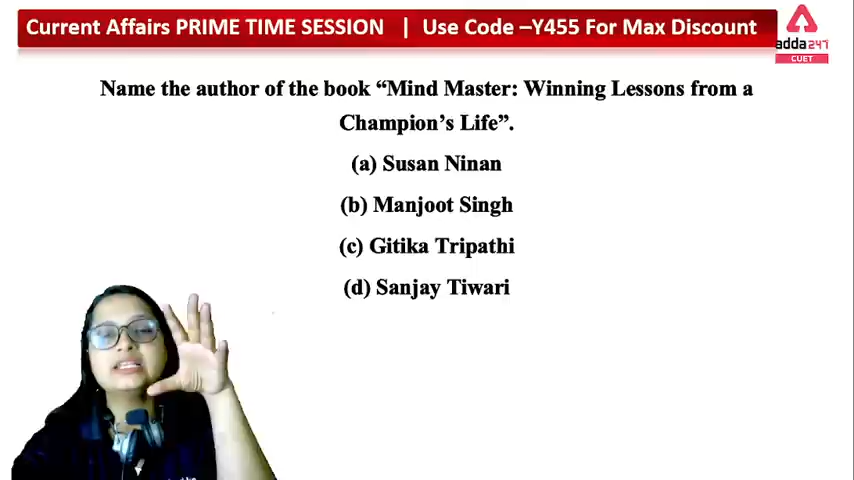 Current Affairs PRIME TIME SESSION | Use Code –Y455 For Max Discount
adda247
CUET
Name the author of the book “Mind Master: Winning Lessons from a
Champion’s Life”.
(a) Susan Ninan
(b) Manjoot Singh
(c) Gitika Tripathi
(d) Sanjay Tiwari